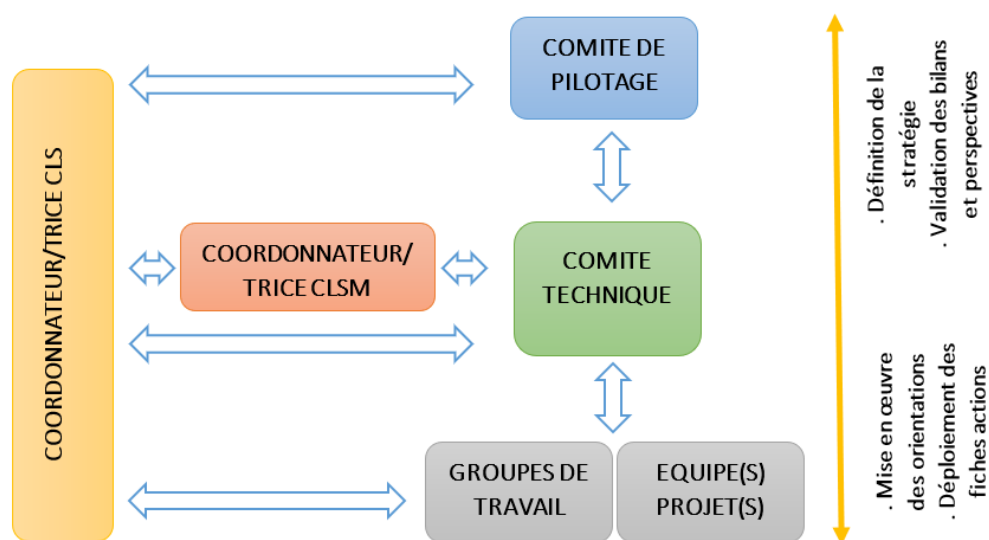 COORDONNATEUR/TRICE CLS
COMITE DE
PILOTAGE
COORDONNATEUR/
TRICE CLSM
COMITE
TECHNIQUE
GROUPES DE
TRAVAIL
EQUIPE(S)
PROJET(S)
. Définition de la
stratégie
. Validation des bilans
et perspectives
. Mise en œuvre
des orientations
. Déploiement des
fiches actions